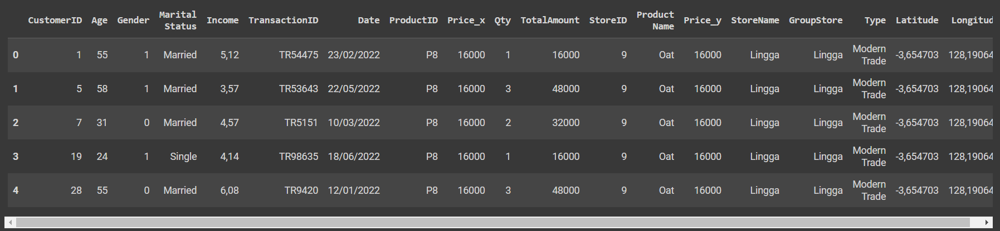 CustomerID Age Gender Marital Status Income TransactionID Date ProductID Price_x Qty TotalAmount StoreID Product Name Price_y StoreName GroupStore Type Latitude Longitud
0 1 55 1 Married 5,12 TR54475 23/02/2022 P8 16000 1 16000 9 Oat 16000 Lingga Lingga Modern Trade -3,654703 128,19064
1 5 58 1 Married 3,57 TR53643 22/05/2022 P8 16000 3 48000 9 Oat 16000 Lingga Lingga Modern Trade -3,654703 128,19064
2 7 31 0 Married 4,57 TR5151 10/03/2022 P8 16000 2 32000 9 Oat 16000 Lingga Lingga Modern Trade -3,654703 128,19064
3 19 24 1 Single 4,14 TR98635 18/06/2022 P8 16000 1 16000 9 Oat 16000 Lingga Lingga Modern Trade -3,654703 128,19064
4 28 55 0 Married 6,08 TR9420 12/01/2022 P8 16000 3 48000 9 Oat 16000 Lingga Lingga Modern Trade -3,654703 128,19064